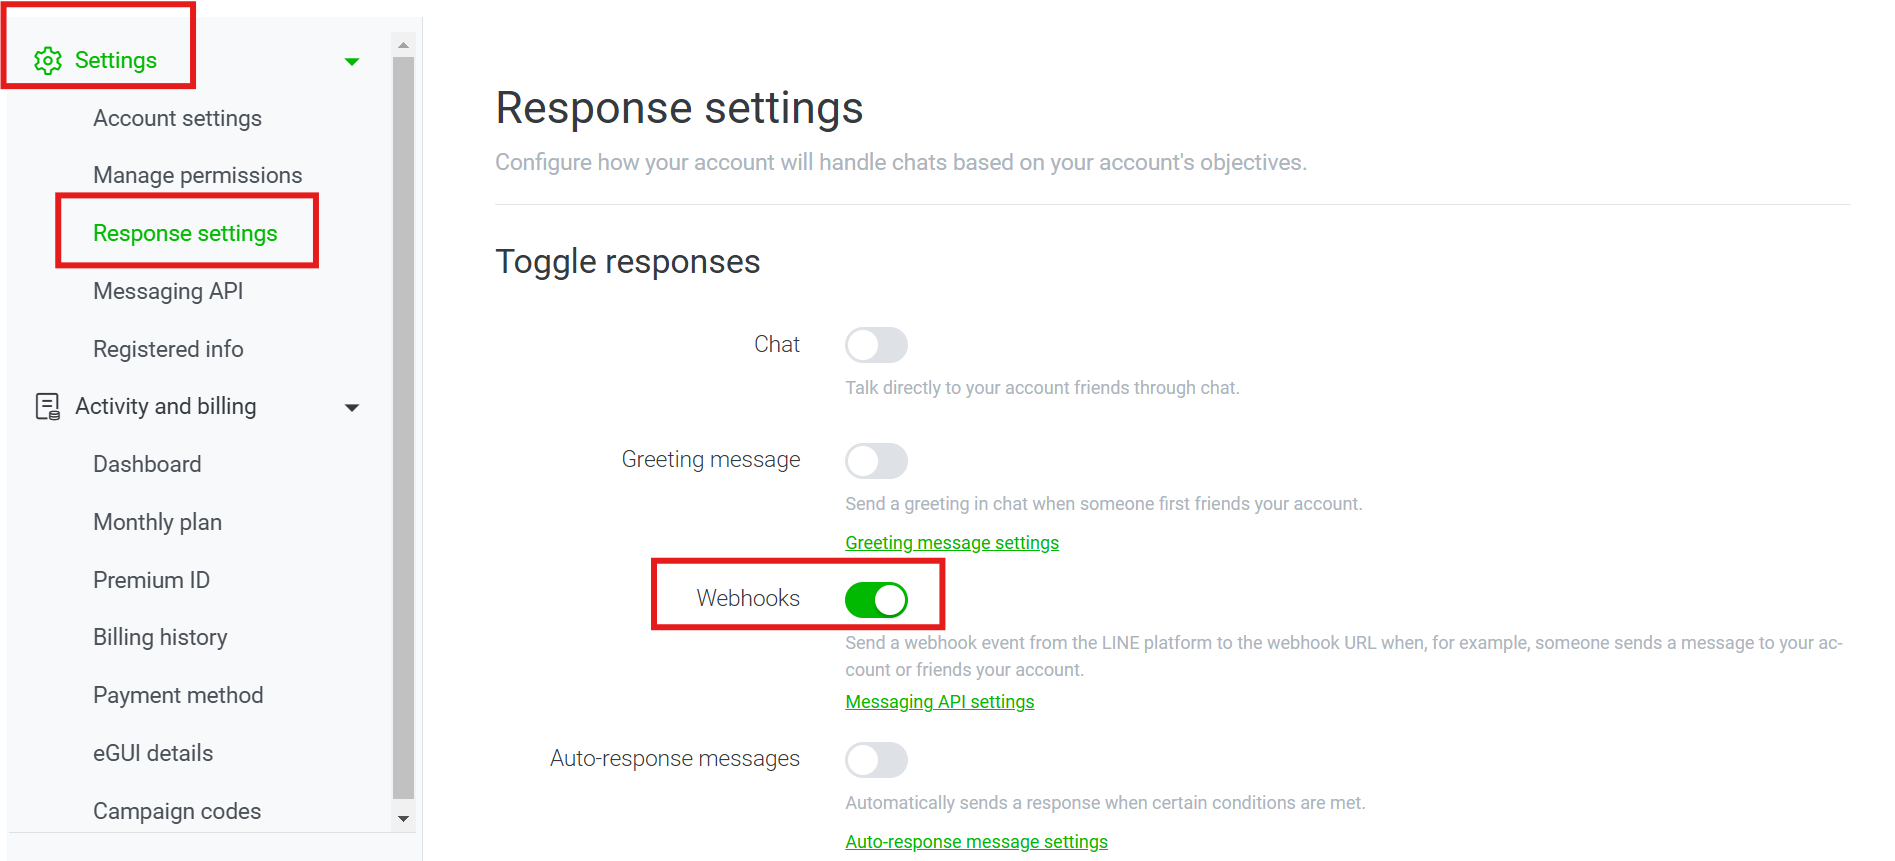 Settings
Account settings
Manage permissions
Response settings
Messaging API
Registered info
Activity and billing
Dashboard
Monthly plan
Premium ID
Billing history
Payment method
eGUI details
Campaign codes
Response settings
Configure how your account will handle chats based on your account's objectives.
Toggle responses
Chat
Talk directly to your account friends through chat.
Greeting message
Send a greeting in chat when someone first friends your account.
Greeting message settings
Webhooks
Send a webhook event from the LINE platform to the webhook URL when, for example, someone sends a message to your ac-
count or friends your account.
Messaging API settings
Auto-response messages
Automatically sends a response when certain conditions are met.
Auto-response message settings